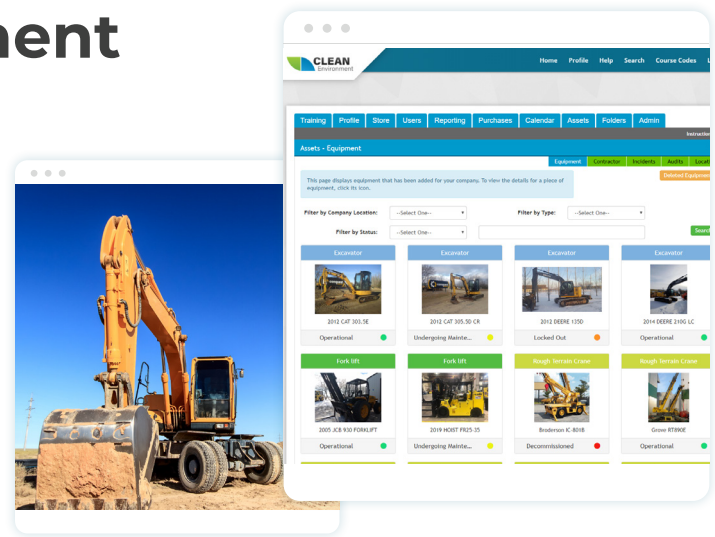 ment
CLEAN
Environment
Home Profile Help Search Course Codes L
Training Profile Store Users Reporting Purchases Calendar Assets Folders Admin
Instructio
Assets - Equipment
Equipment Contractor Incidents Audits Locati
This page displays equipment that has been added for your company. To view the details for a piece of
equipment, click its icon.
Deleted Equipmen
Filter by Company Location: --Select One-- Filter by Type: --Select One--
Filter by Status: --Select One-- Search
Excavator Excavator Excavator Excavator
2012 CAT 303.5E 2012 CAT 305.5D CR 2012 DEERE 135D 2014 DEERE 210G LC
Operational Undergoing Mainte... Locked Out Operational
Fork lift Fork lift Rough Terrain Crane Rough Terrain Crane
2005 JCB 930 FORKLIFT 2019 HOIST FR25-35 Broderson IC-80IB Grove RT890E
Operational Undergoing Mainte... Decommissioned Operational